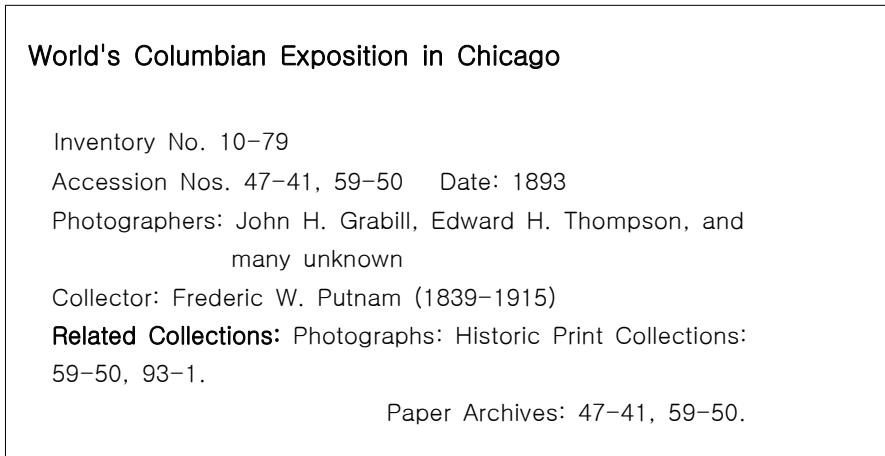 World's Columbian Exposition in Chicago
Inventory No. 10-79
Accession Nos. 47-41, 59-50 Date: 1893
Photographers: John H. Grabill, Edward H. Thompson, and
many unknown
Collector: Frederic W. Putnam (1839-1915)
Related Collections: Photographs: Historic Print Collections:
59-50, 93-1.
Paper Archives: 47-41, 59-50.